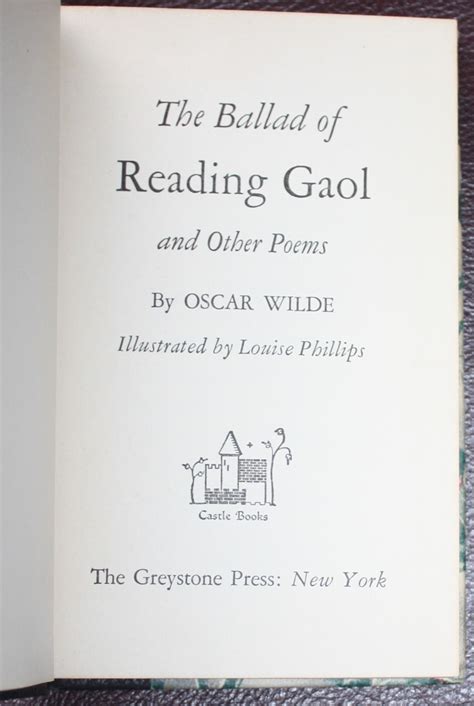 The Ballad of
Reading Gaol
and Other Poems
By OSCAR WILDE
Illustrated by Louise Phillips
Castle Books
The Greystone Press: New York